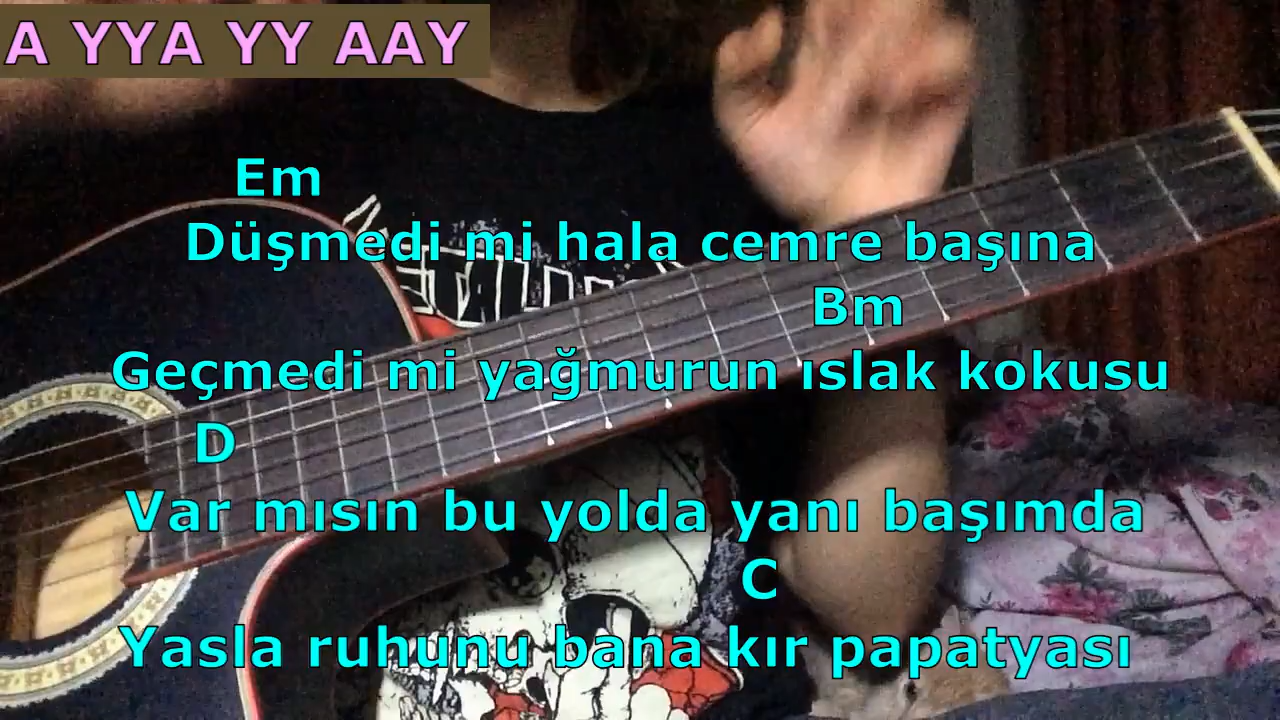 A YYA YY AAY
Em
Düşmedi mi hala cemre başına
Bm
Geçmedi mi yağmurun ıslak kokusu
D
Var mısın bu yolda yanı başımda
C
Yasla ruhunu bana kır papatyası